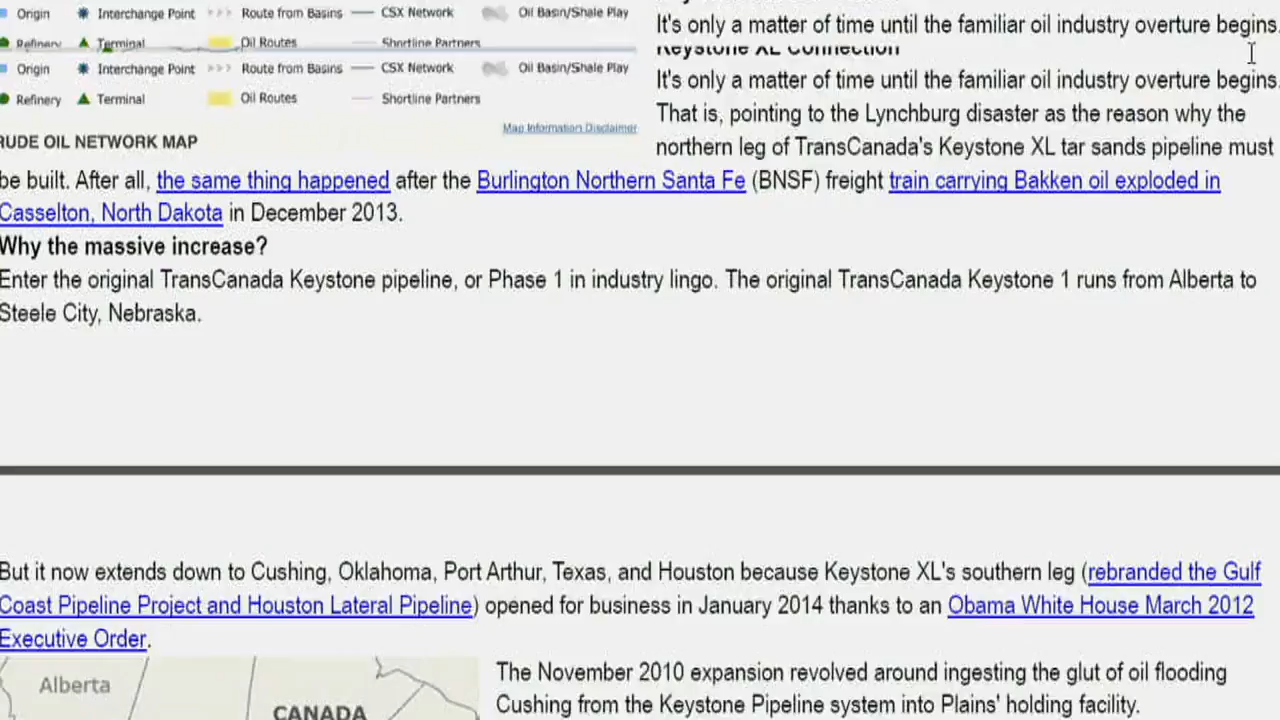 Origin Interchange Point Route from Basins CSX Network Oil Basin/Shale Play
Refinery Terminal Oil Routes Shortline Partners
Origin Interchange Point Route from Basins CSX Network Oil Basin/Shale Play
Refinery Terminal Oil Routes Shortline Partners
Map Information Disclaimer
RUDE OIL NETWORK MAP
It's only a matter of time until the familiar oil industry overture begins.
Keystone XL Connection
It's only a matter of time until the familiar oil industry overture begins.
That is, pointing to the Lynchburg disaster as the reason why the
northern leg of TransCanada's Keystone XL tar sands pipeline must
be built. After all, the same thing happened after the Burlington Northern Santa Fe (BNSF) freight train carrying Bakken oil exploded in
Casselton, North Dakota in December 2013.
Why the massive increase?
Enter the original TransCanada Keystone pipeline, or Phase 1 in industry lingo. The original TransCanada Keystone 1 runs from Alberta to
Steele City, Nebraska.
But it now extends down to Cushing, Oklahoma, Port Arthur, Texas, and Houston because Keystone XL's southern leg (rebranded the Gulf
Coast Pipeline Project and Houston Lateral Pipeline) opened for business in January 2014 thanks to an Obama White House March 2012
Executive Order.
Alberta
CANADA
The November 2010 expansion revolved around ingesting the glut of oil flooding
Cushing from the Keystone Pipeline system into Plains' holding facility.